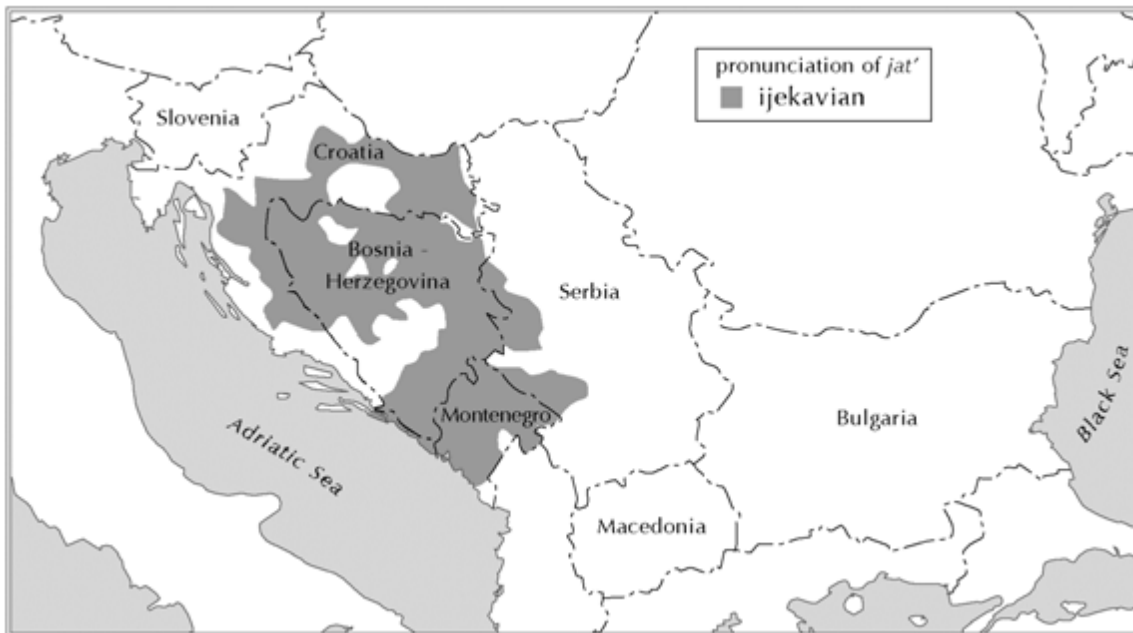 pronunciation of jat'
ijekavian
Slovenia
Croatia
Bosnia -
Herzegovina
Serbia
Montenegro
Bulgaria
Macedonia
Adriatic Sea
Black Sea